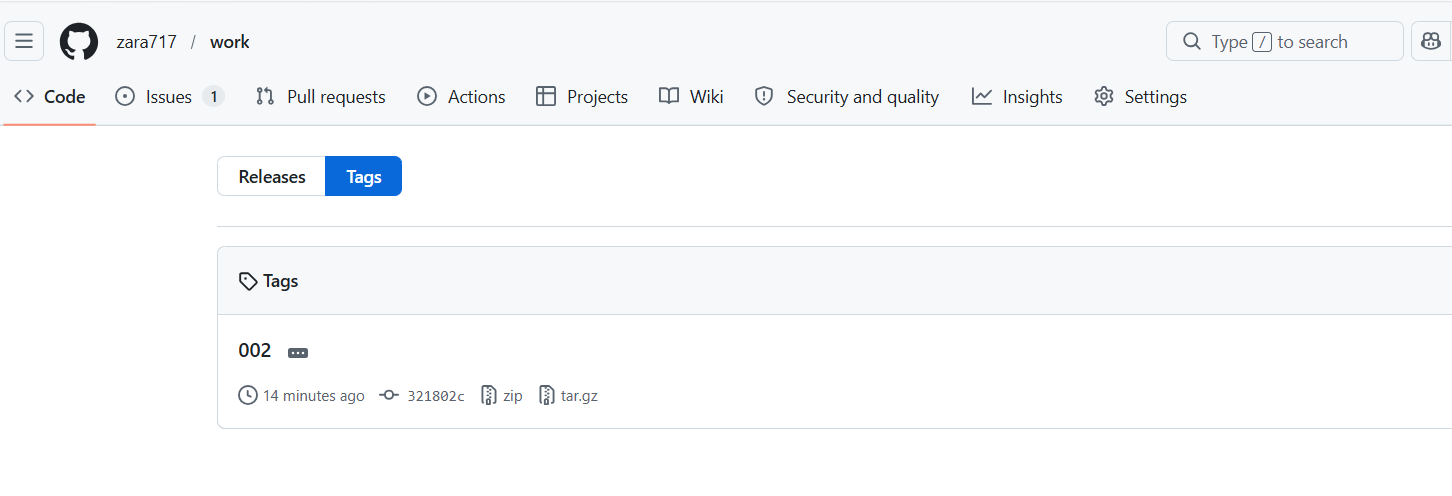 zara717 / work
Type / to search
Code Issues 1 Pull requests Actions Projects Wiki Security and quality Insights Settings
Releases Tags
Tags
002
14 minutes ago 321802c zip tar.gz